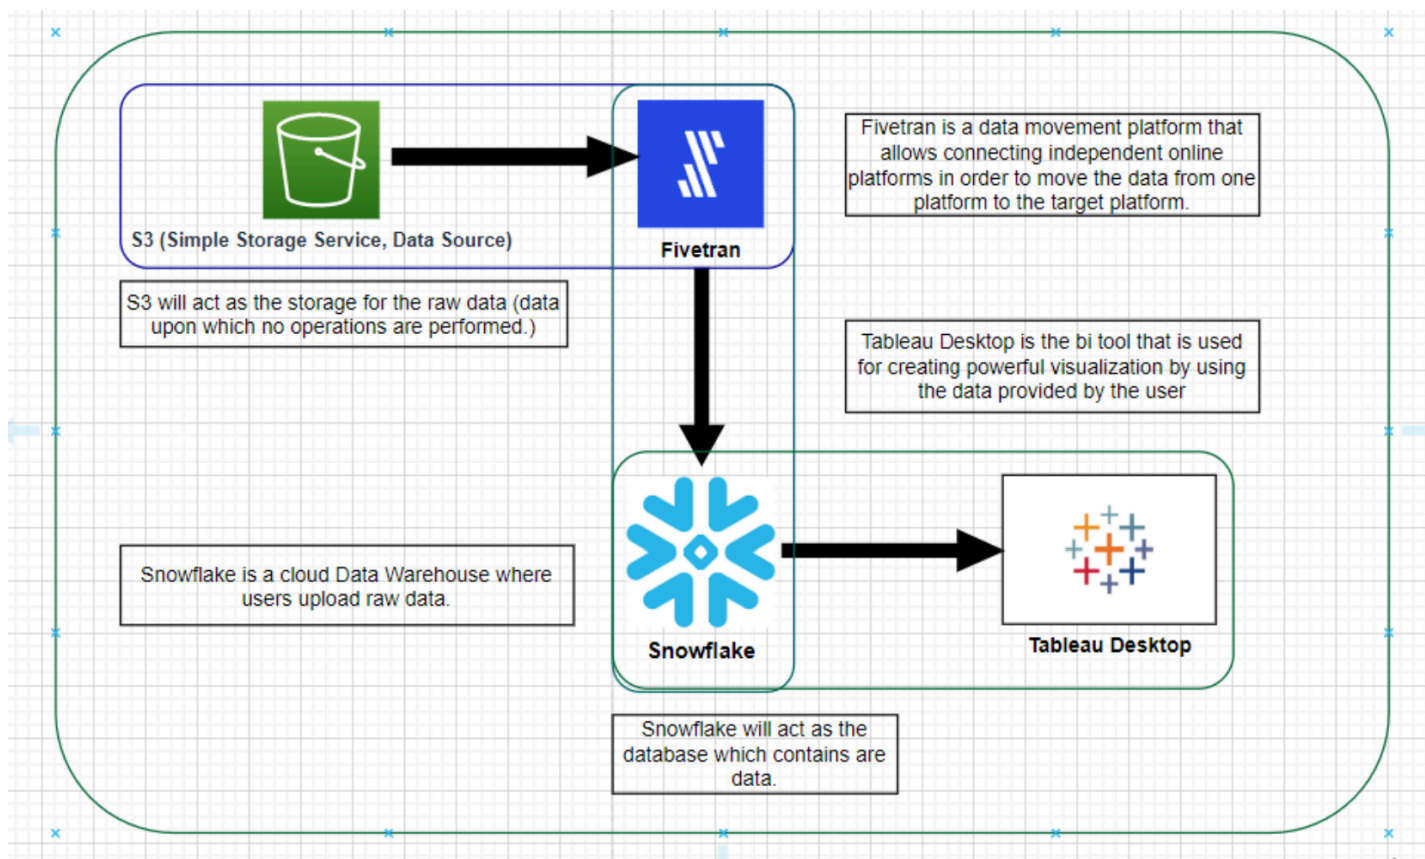 Fivetran is a data movement platform that
allows connecting independent online
platforms in order to move the data from one
platform to the target platform.
S3 (Simple Storage Service, Data Source)
Fivetran
S3 will act as the storage for the raw data (data
upon which no operations are performed.)
Tableau Desktop is the bi tool that is used
for creating powerful visualization by using
the data provided by the user
Snowflake is a cloud Data Warehouse where
users upload raw data.
Snowflake
Tableau Desktop
Snowflake will act as the
database which contains are
data.